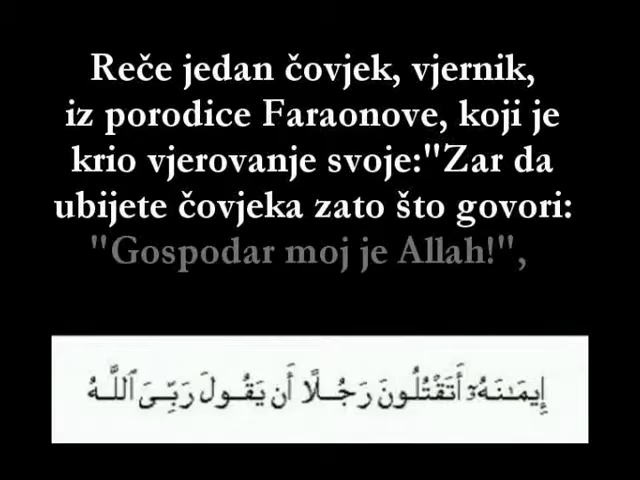 Reče jedan čovjek, vjernik,
iz porodice Faraonove, koji je
krio vjerovanje svoje:"Zar da
ubijete čovjeka zato što govori:
"Gospodar moj je Allah!",
إِيمَـٰنَهُۥٓ أَتَقْتُلُونَ رَجُلًا أَن يَقُولَ رَبِّىَ ٱللَّهُ